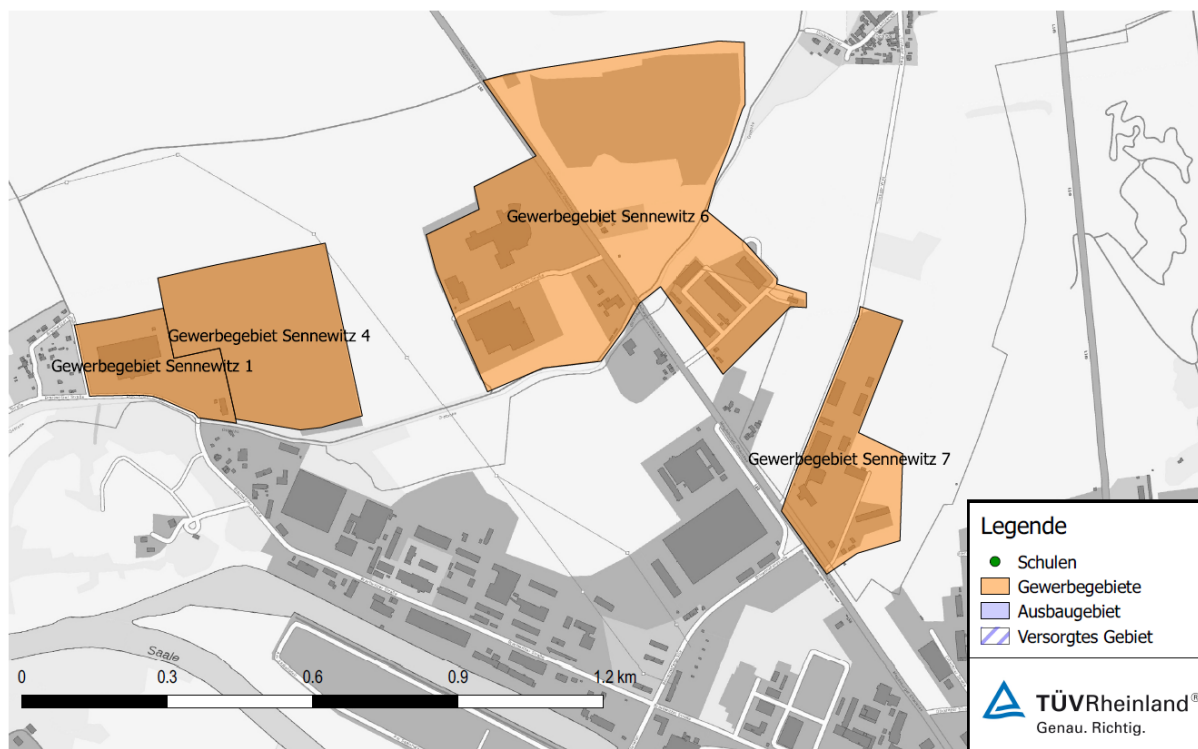 Gewerbegebiet Sennewitz 6
Gewerbegebiet Sennewitz 4
Gewerbegebiet Sennewitz 1
Gewerbegebiet Sennewitz 7
Saale
0 0.3 0.6 0.9 1.2 km
Legende
Schulen
Gewerbegebiete
Ausbaugebiet
Versorgtes Gebiet
TÜVRheinland®
Genau. Richtig.